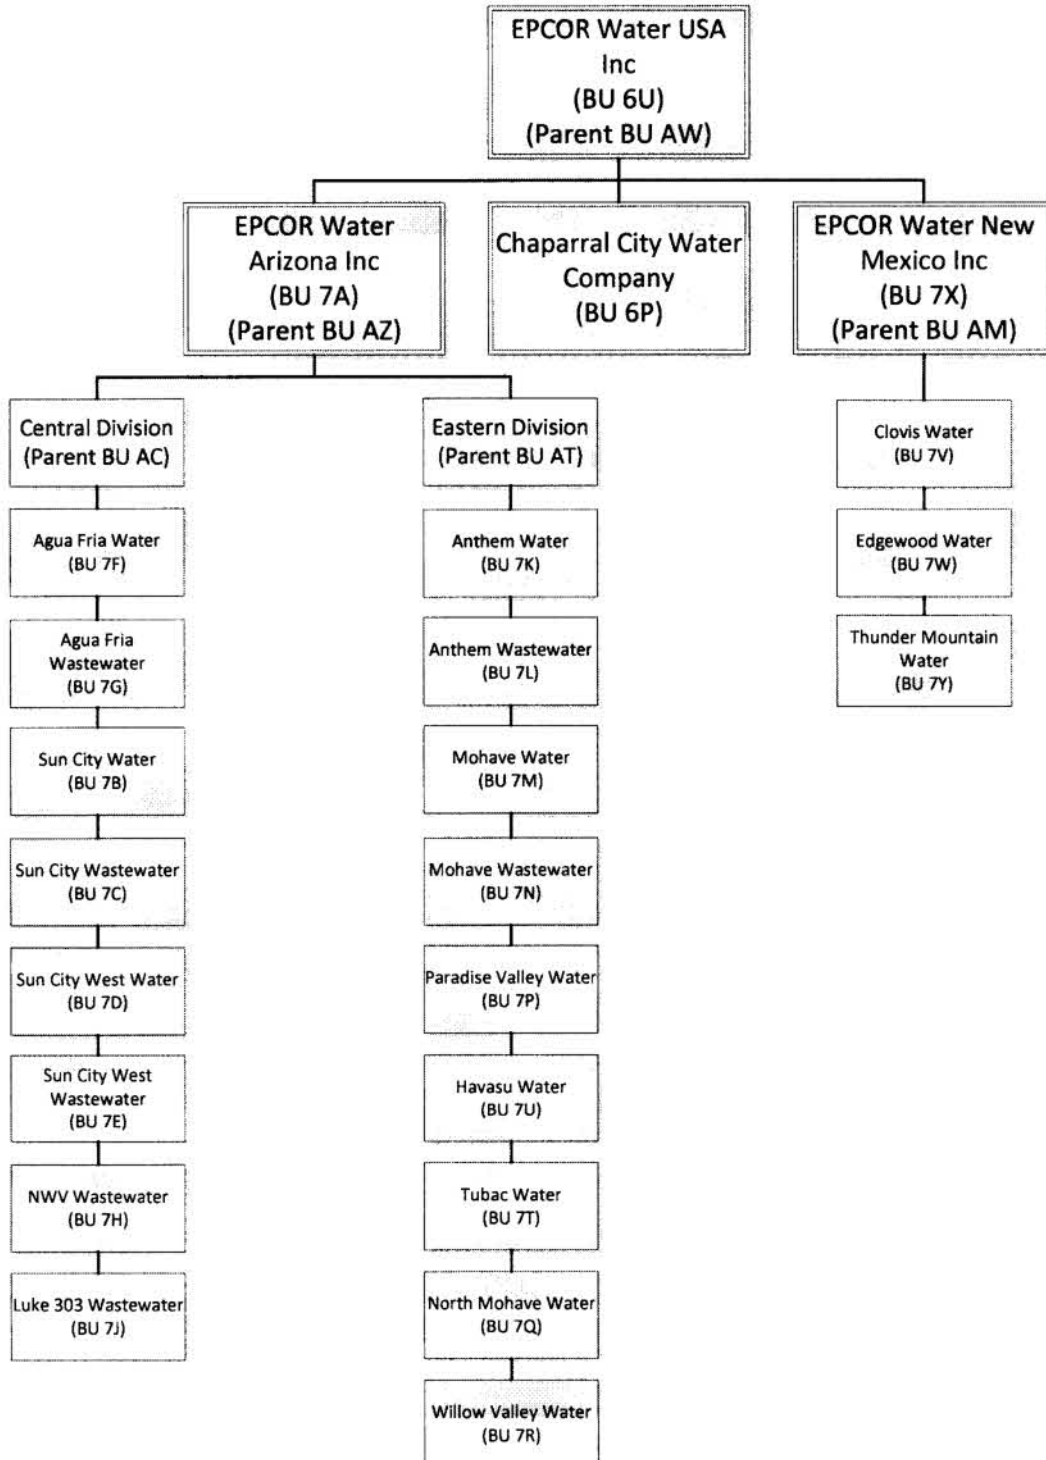 EPCOR Water USA
Inc
(BU 6U)
(Parent BU AW)
EPCOR Water
Arizona Inc
(BU 7A)
(Parent BU AZ)
Chaparral City Water
Company
(BU 6P)
EPCOR Water New
Mexico Inc
(BU 7X)
(Parent BU AM)
Central Division
(Parent BU AC)
Agua Fria Water
(BU 7F)
Agua Fria
Wastewater
(BU 7G)
Sun City Water
(BU 7B)
Sun City Wastewater
(BU 7C)
Sun City West Water
(BU 7D)
Sun City West
Wastewater
(BU 7E)
NWV Wastewater
(BU 7H)
Luke 303 Wastewater
(BU 7J)
Eastern Division
(Parent BU AT)
Anthem Water
(BU 7K)
Anthem Wastewater
(BU 7L)
Mohave Water
(BU 7M)
Mohave Wastewater
(BU 7N)
Paradise Valley Water
(BU 7P)
Havasu Water
(BU 7U)
Tubac Water
(BU 7T)
North Mohave Water
(BU 7Q)
Willow Valley Water
(BU 7R)
Clovis Water
(BU 7V)
Edgewood Water
(BU 7W)
Thunder Mountain
Water
(BU 7Y)